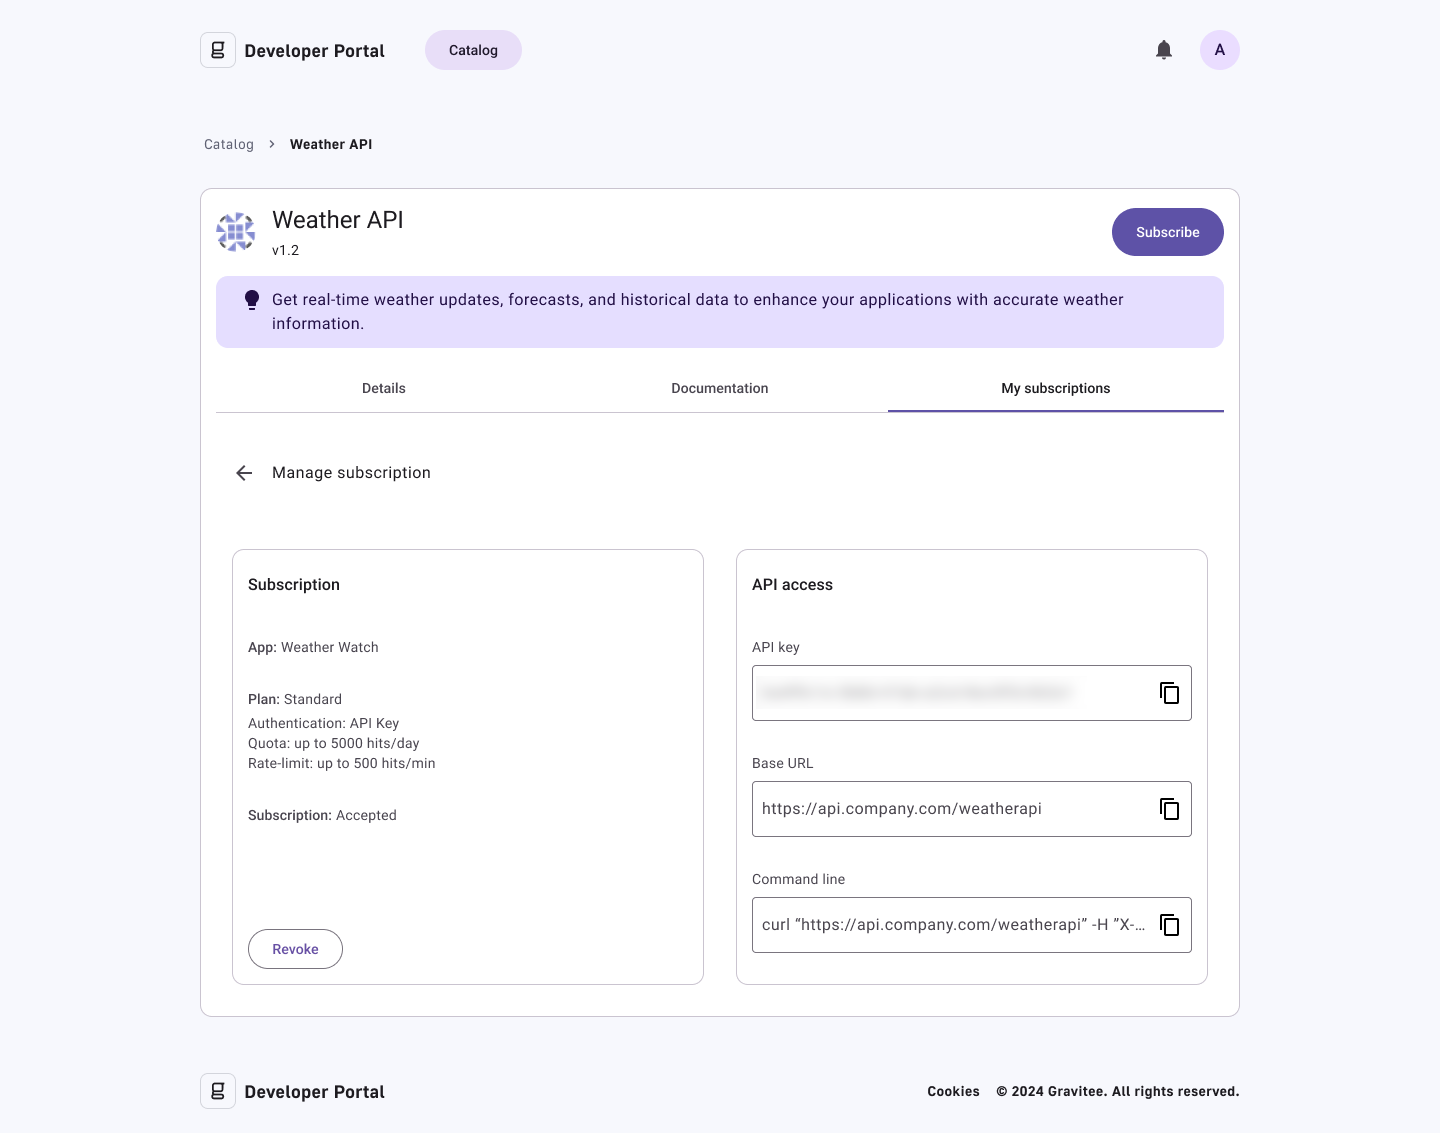 Developer Portal
Catalog
A
Catalog > Weather API
Weather API
v1.2
Subscribe
Get real-time weather updates, forecasts, and historical data to enhance your applications with accurate weather
information.
Details
Documentation
My subscriptions
Manage subscription
Subscription
App: Weather Watch
Plan: Standard
Authentication: API Key
Quota: up to 5000 hits/day
Rate-limit: up to 500 hits/min
Subscription: Accepted
Revoke
API access
API key
Base URL
https://api.company.com/weatherapi
Command line
curl “https://api.company.com/weatherapi” -H ”X-...
Developer Portal
Cookies
© 2024 Gravitee. All rights reserved.